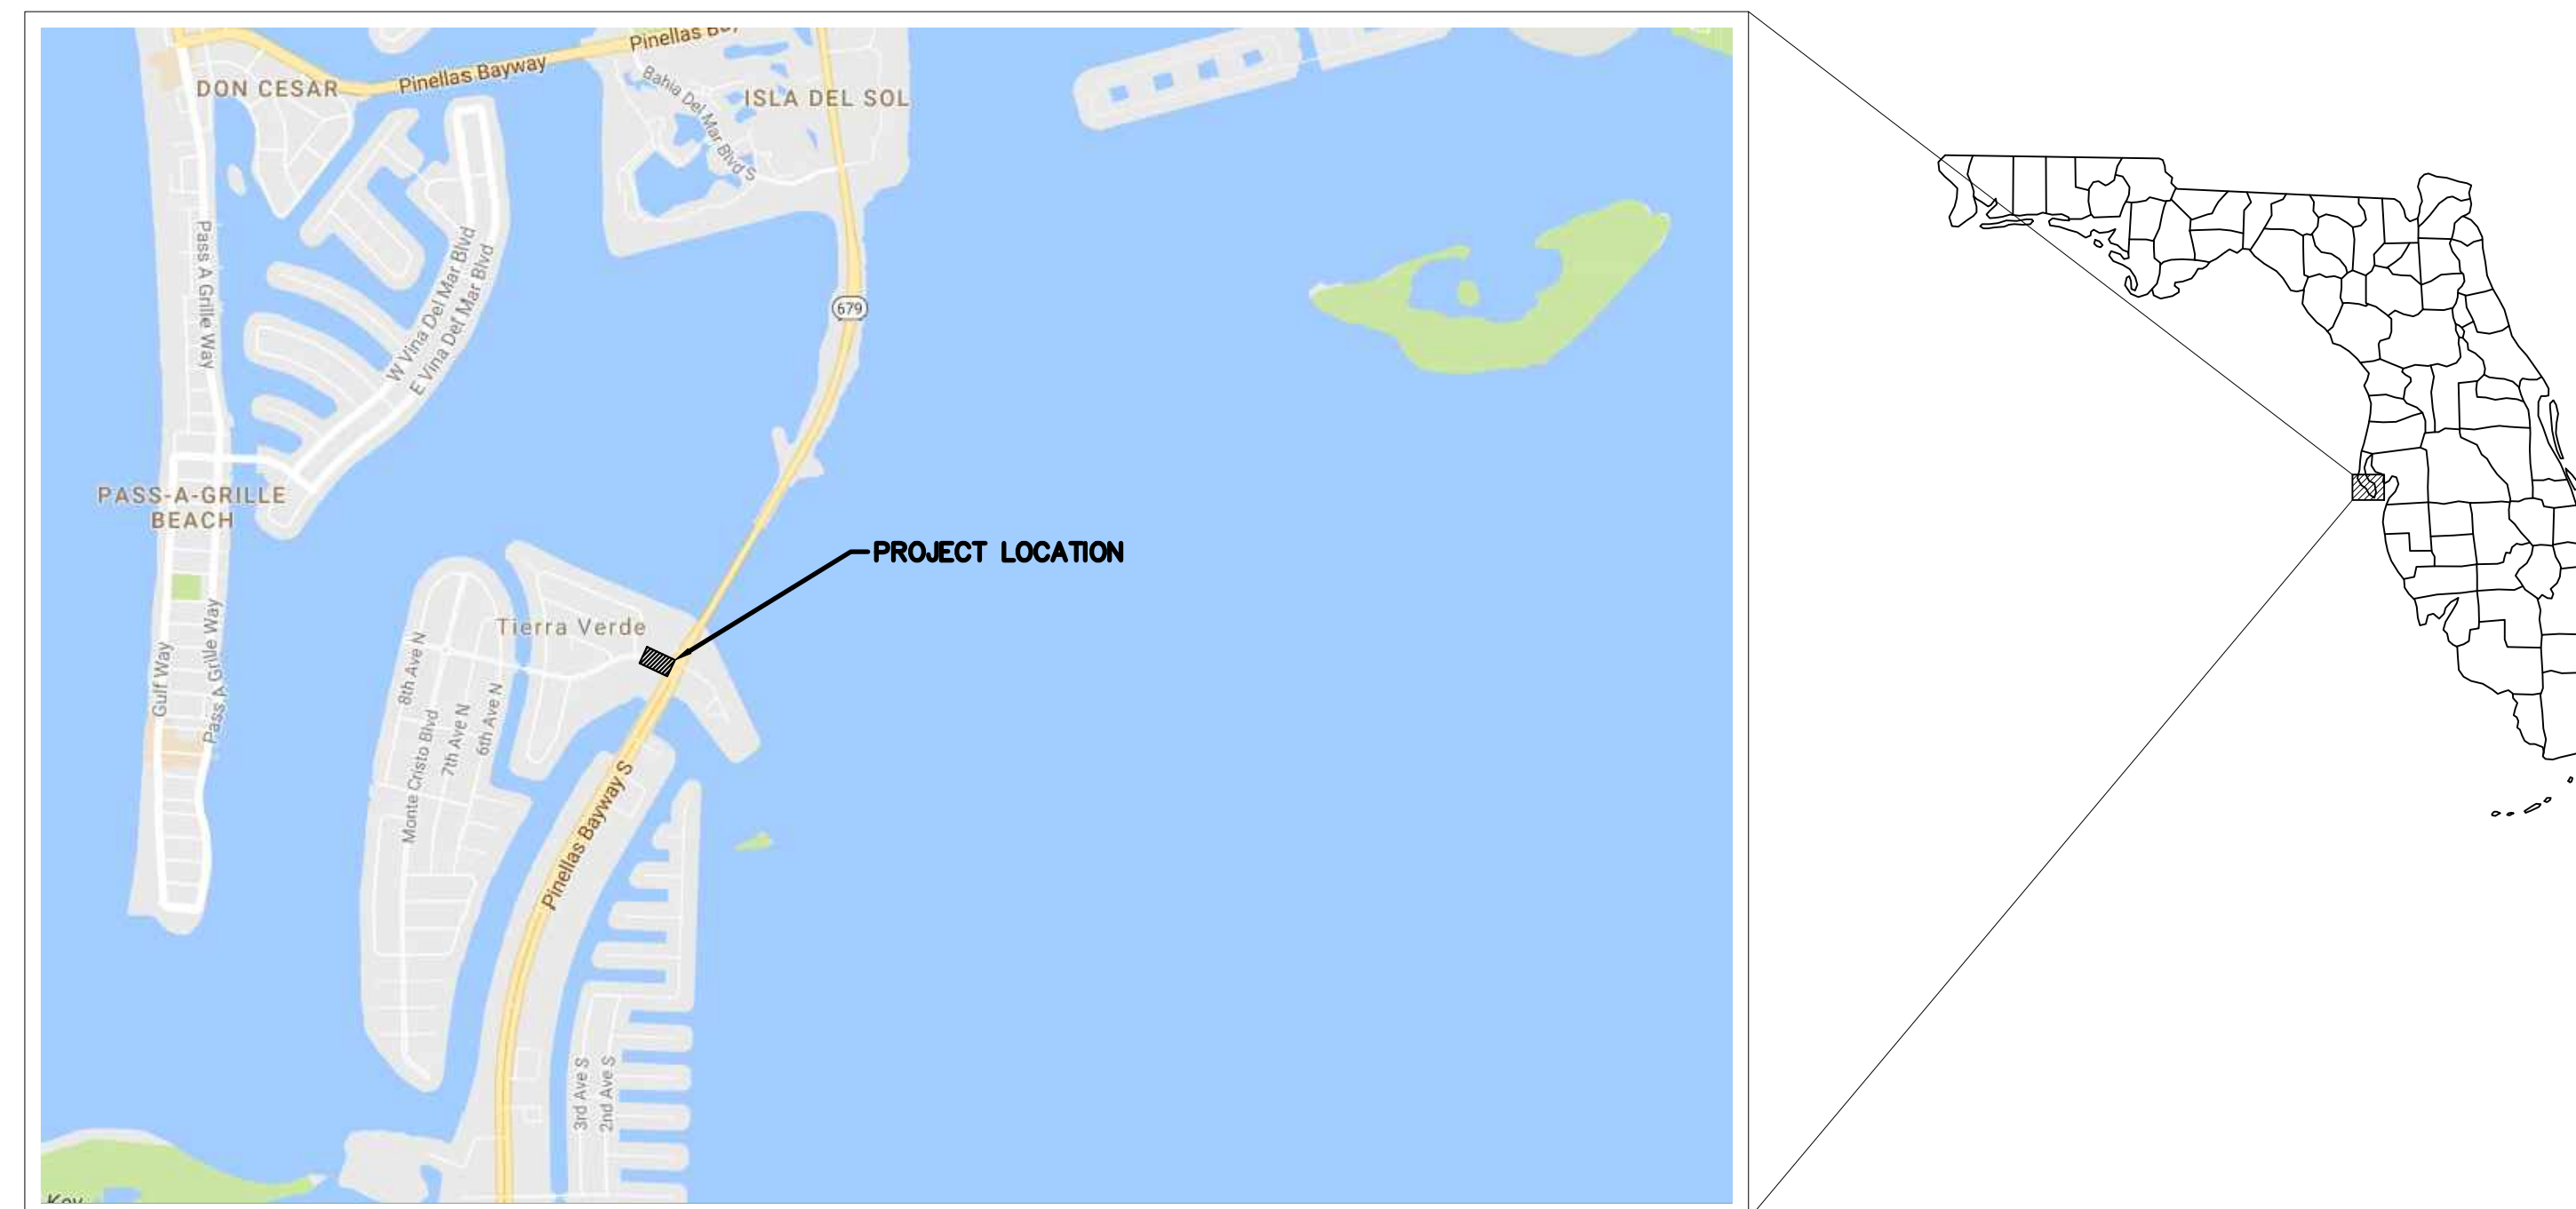 Pinellas Bayway
DON CESAR
Pinellas Bayway
Bahia Del Mar Blvd S
ISLA DEL SOL
Pass A Grille Way
W Vina Del Mar Blvd
E Vina Del Mar Blvd
679
PASS-A-GRILLE
BEACH
PROJECT LOCATION
Tierra Verde
Gulf Way
Pass A Grille Way
8th Ave N
Monte Cristo Blvd
7th Ave N
6th Ave N
Pinellas Bayway S
3rd Ave S
2nd Ave S
Key